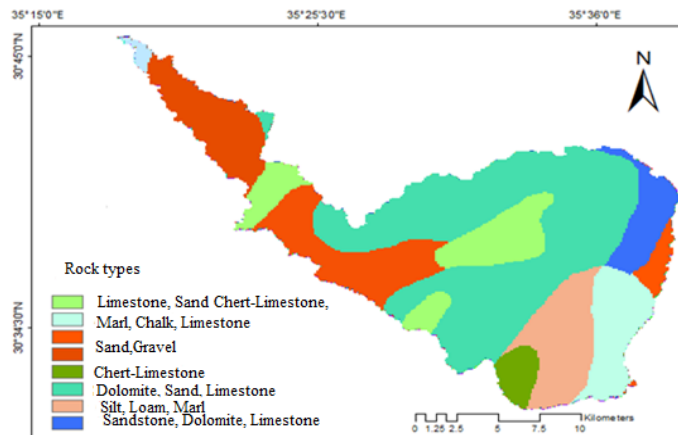 35°15'0"E 35°25'30"E 35°36'0"E
30°45'0"N
N
30°34'30"N
Rock types
Limestone, Sand Chert-Limestone,
Marl, Chalk, Limestone
Sand,Gravel
Chert-Limestone
Dolomite, Sand, Limestone
Silt, Loam, Marl
Sandstone, Dolomite, Limestone
Kilometers
0 1.25 2.5 5 7.5 10